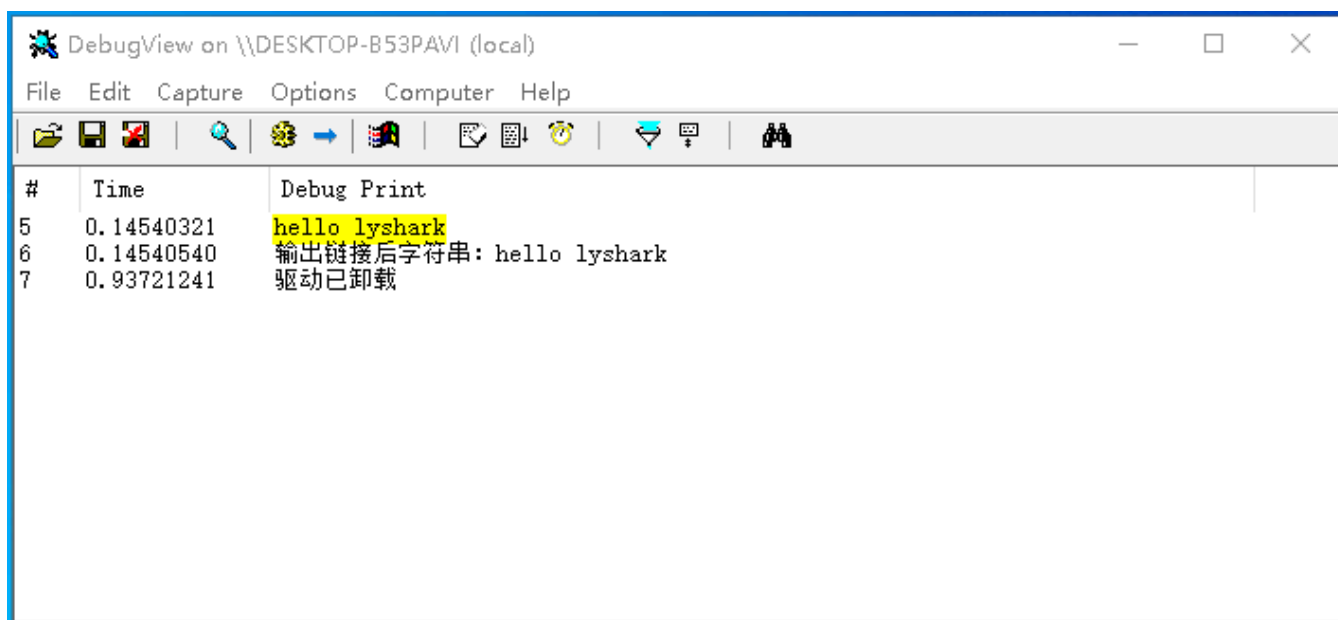 DebugView on \\DESKTOP-B53PAVI (local)
File Edit Capture Options Computer Help
# Time Debug Print
5 0.14540321 hello lyshark
6 0.14540540 输出链接后字符串: hello lyshark
7 0.93721241 驱动已卸载